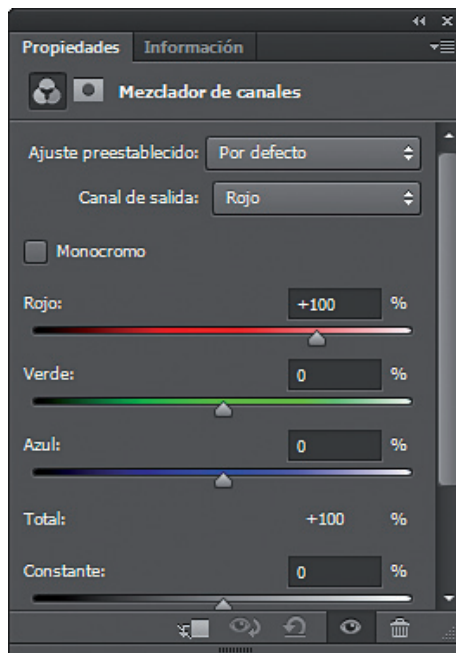 Propiedades Información
Mezclador de canales
Ajuste preestablecido: Por defecto
Canal de salida: Rojo
Monocromo
Rojo: +100 %
Verde: 0 %
Azul: 0 %
Total: +100 %
Constante: 0 %